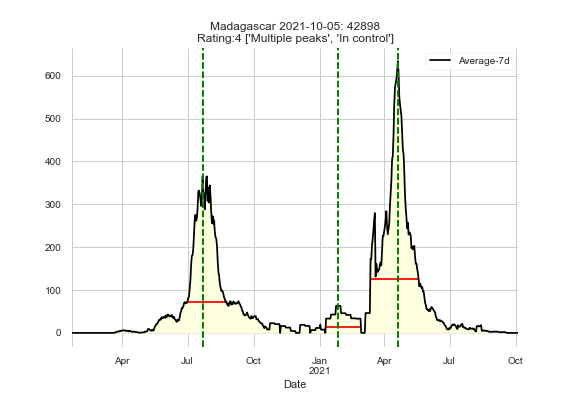 Madagascar 2021-10-05: 42898
Rating:4 ['Multiple peaks', 'In control']
Average-7d
600
500
400
300
200
100
0
Apr
Jul
Oct
Jan
2021
Apr
Jul
Oct
Date